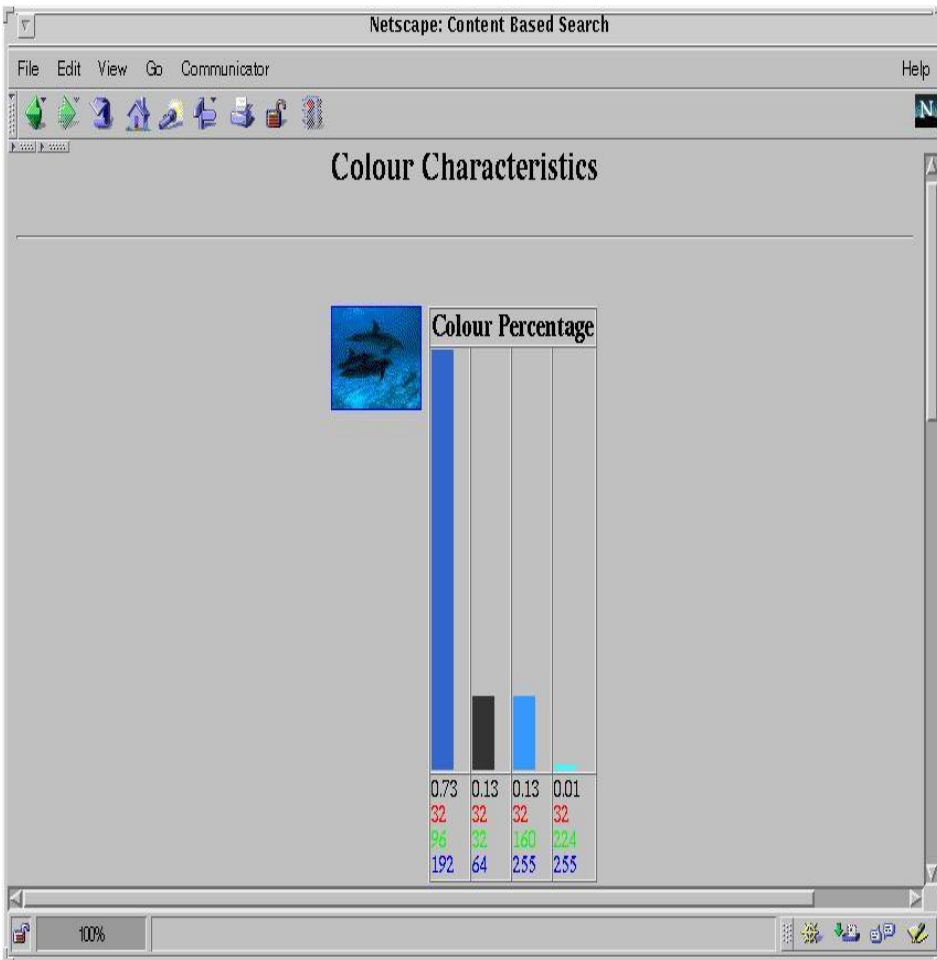 Netscape: Content Based Search
File Edit View Go Communicator Help
N
Colour Characteristics
Colour Percentage
0.73 0.13 0.13 0.01
32 32 32 32
96 32 160 224
192 64 255 255
100%